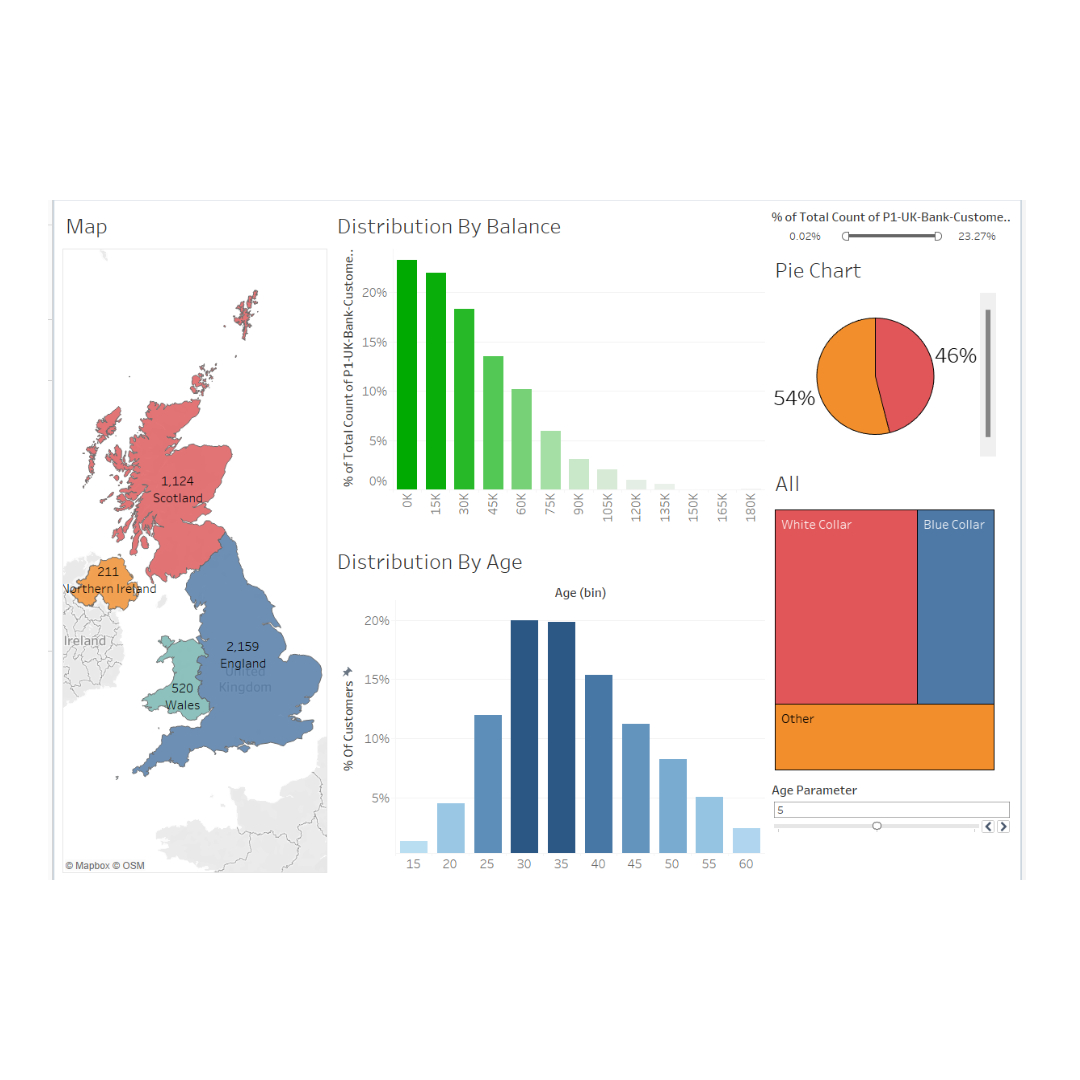 Map
1,124
Scotland
211
Northern Ireland
Ireland
2,159
England
United
Kingdom
520
Wales
© Mapbox © OSM
Distribution By Balance
% of Total Count of P1-UK-Bank-Custome..
20%
15%
10%
5%
0%
0K
15K
30K
45K
60K
75K
90K
105K
120K
135K
150K
165K
180K
Distribution By Age
Age (bin)
% Of Customers
20%
15%
10%
5%
15
20
25
30
35
40
45
50
55
60
% of Total Count of P1-UK-Bank-Custome..
0.02%
23.27%
Pie Chart
46%
54%
All
White Collar
Blue Collar
Other
Age Parameter
5